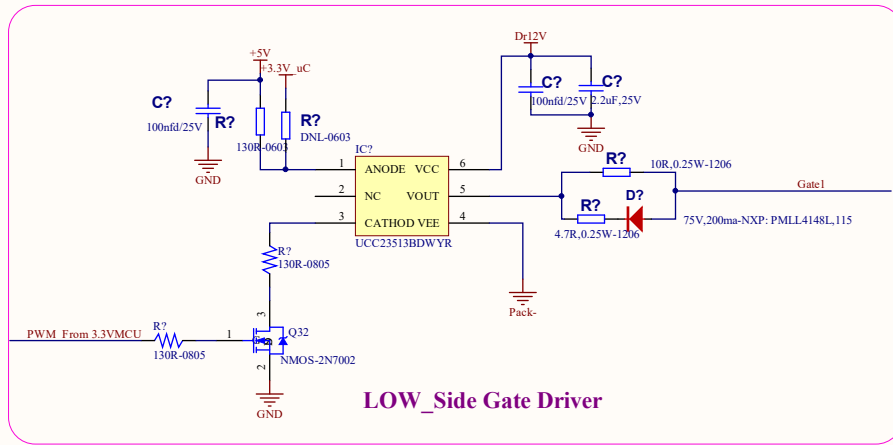 Dr12V
+5V
+3.3V_uC
C?
100nfd/25V
R?
130R-0603
R?
DNL-0603
GND
C?
100nfd/25V
C?
2.2uF,25V
GND
IC?
1
ANODE
VCC
6
2
NC
VOUT
5
3
CATHOD
VEE
4
UCC23513BDWYR
R?
10R,0.25W-1206
R?
4.7R,0.25W-1206
D?
75V,200ma-NXP: PMLL4148L,115
Gate1
Pack-
R?
130R-0805
PWM_From 3.3VMCU
R?
130R-0805
1
3
2
Q32
NMOS-2N7002
GND
LOW_Side Gate Driver